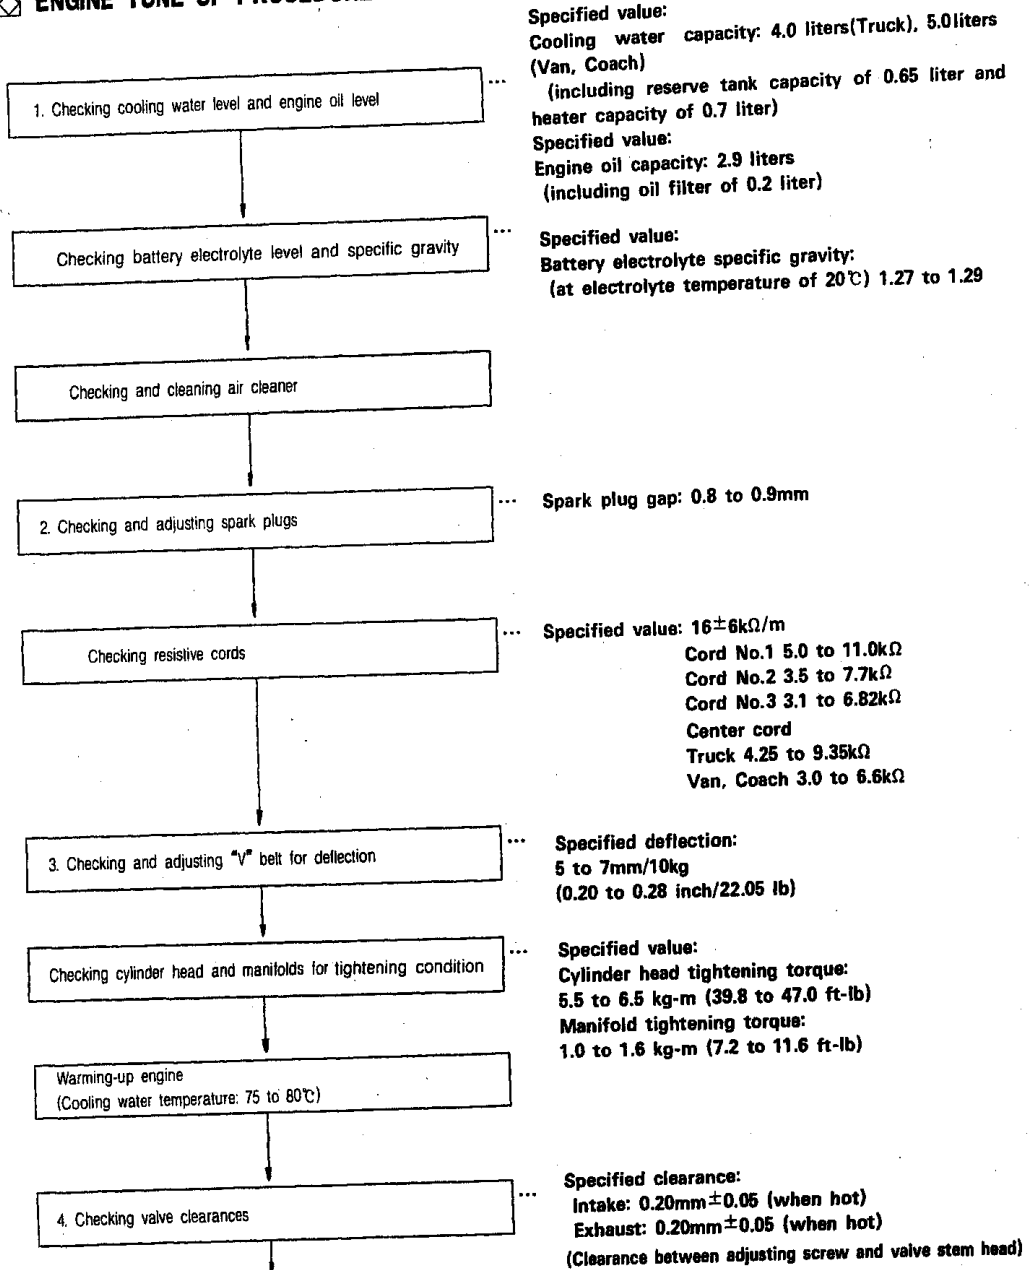 ENGINE TUNE UP PROCEDURE
1. Checking cooling water level and engine oil level
...
Specified value:
Cooling water capacity: 4.0 liters(Truck), 5.0liters
(Van, Coach)
(including reserve tank capacity of 0.65 liter and
heater capacity of 0.7 liter)
Specified value:
Engine oil capacity: 2.9 liters
(including oil filter of 0.2 liter)
Checking battery electrolyte level and specific gravity
...
Specified value:
Battery electrolyte specific gravity:
(at electrolyte temperature of 20℃) 1.27 to 1.29
Checking and cleaning air cleaner
2. Checking and adjusting spark plugs
...
Spark plug gap: 0.8 to 0.9mm
Checking resistive cords
...
Specified value: 16±6kΩ/m
Cord No.1 5.0 to 11.0kΩ
Cord No.2 3.5 to 7.7kΩ
Cord No.3 3.1 to 6.82kΩ
Center cord
Truck 4.25 to 9.35kΩ
Van, Coach 3.0 to 6.6kΩ
3. Checking and adjusting "V" belt for deflection
...
Specified deflection:
5 to 7mm/10kg
(0.20 to 0.28 inch/22.05 lb)
Checking cylinder head and manifolds for tightening condition
...
Specified value:
Cylinder head tightening torque:
5.5 to 6.5 kg-m (39.8 to 47.0 ft-lb)
Manifold tightening torque:
1.0 to 1.6 kg-m (7.2 to 11.6 ft-lb)
Warming-up engine
(Cooling water temperature: 75 to 80℃)
4. Checking valve clearances
...
Specified clearance:
Intake: 0.20mm±0.05 (when hot)
Exhaust: 0.20mm±0.05 (when hot)
(Clearance between adjusting screw and valve stem head)